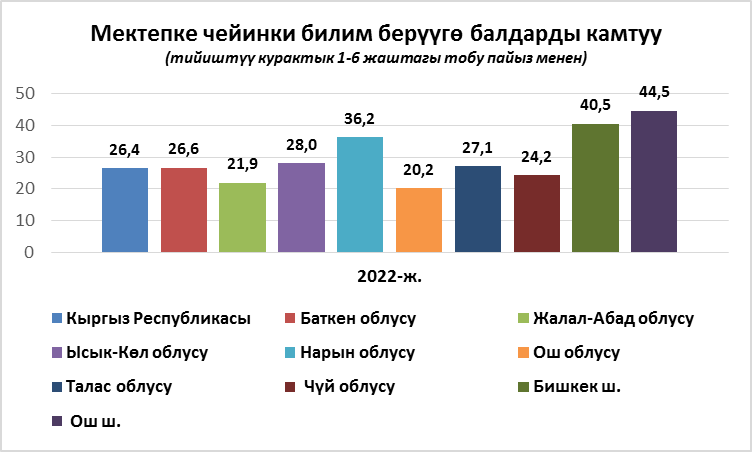 Мектепке чейинки билим берүүгө балдарды камтуу
(тийиштүү курактык 1-6 жаштагы тобу пайыз менен)
50
40
30
20
10
0
26,4
26,6
21,9
28,0
36,2
20,2
27,1
24,2
40,5
44,5
2022-ж.
Кыргыз Республикасы
Баткен облусу
Жалал-Абад облусу
Ысык-Көл облусу
Нарын облусу
Ош облусу
Талас облусу
Чүй облусу
Бишкек ш.
Ош ш.